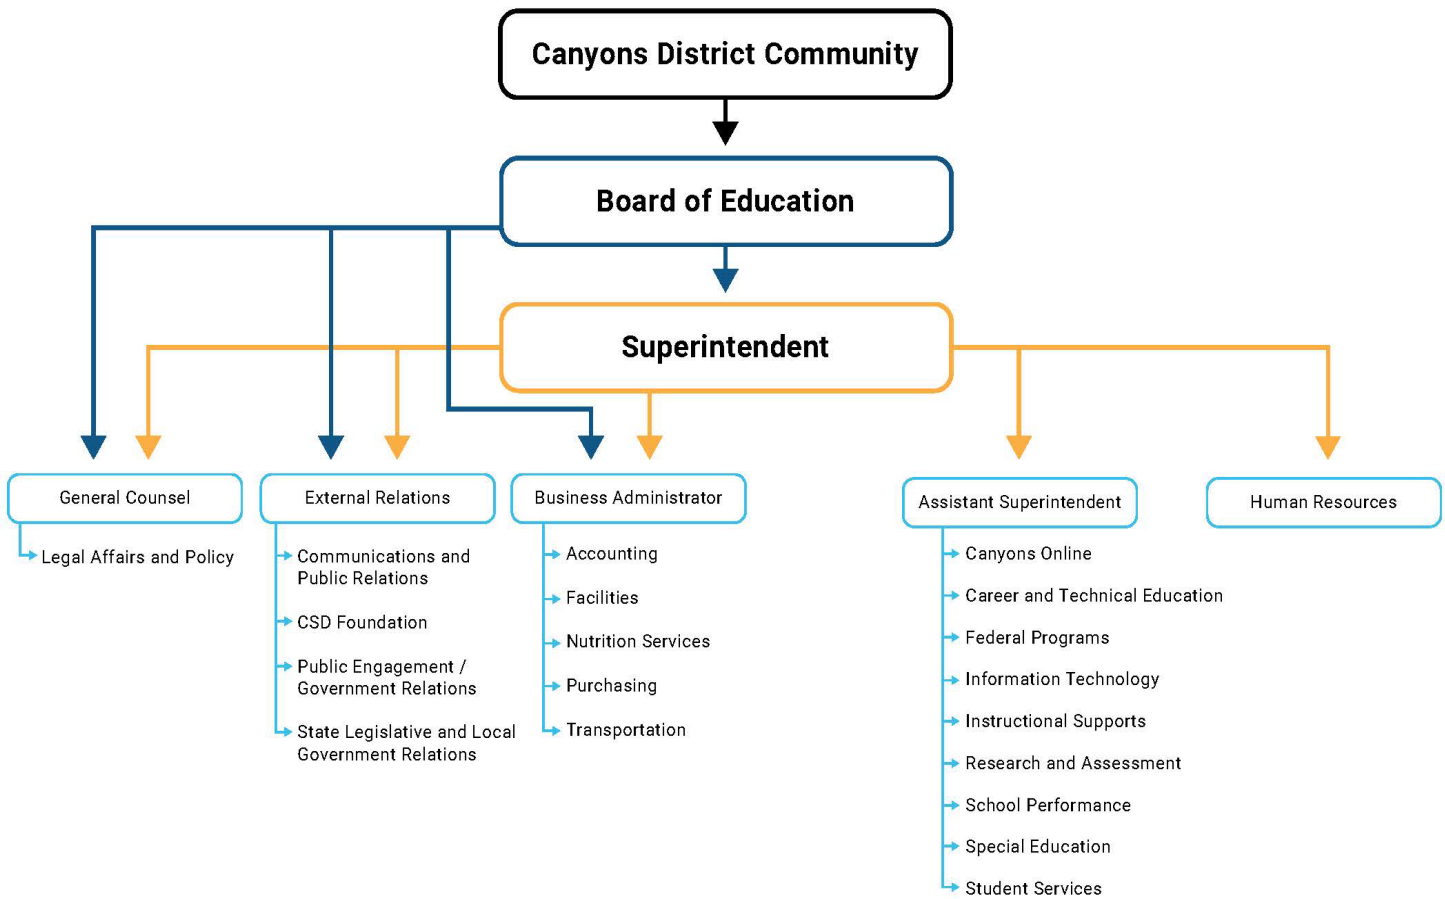 Canyons District Community
Board of Education
Superintendent
General Counsel
Legal Affairs and Policy
External Relations
Communications and
Public Relations
CSD Foundation
Public Engagement /
Government Relations
State Legislative and Local
Government Relations
Business Administrator
Accounting
Facilities
Nutrition Services
Purchasing
Transportation
Assistant Superintendent
Canyons Online
Career and Technical Education
Federal Programs
Information Technology
Instructional Supports
Research and Assessment
School Performance
Special Education
Student Services
Human Resources